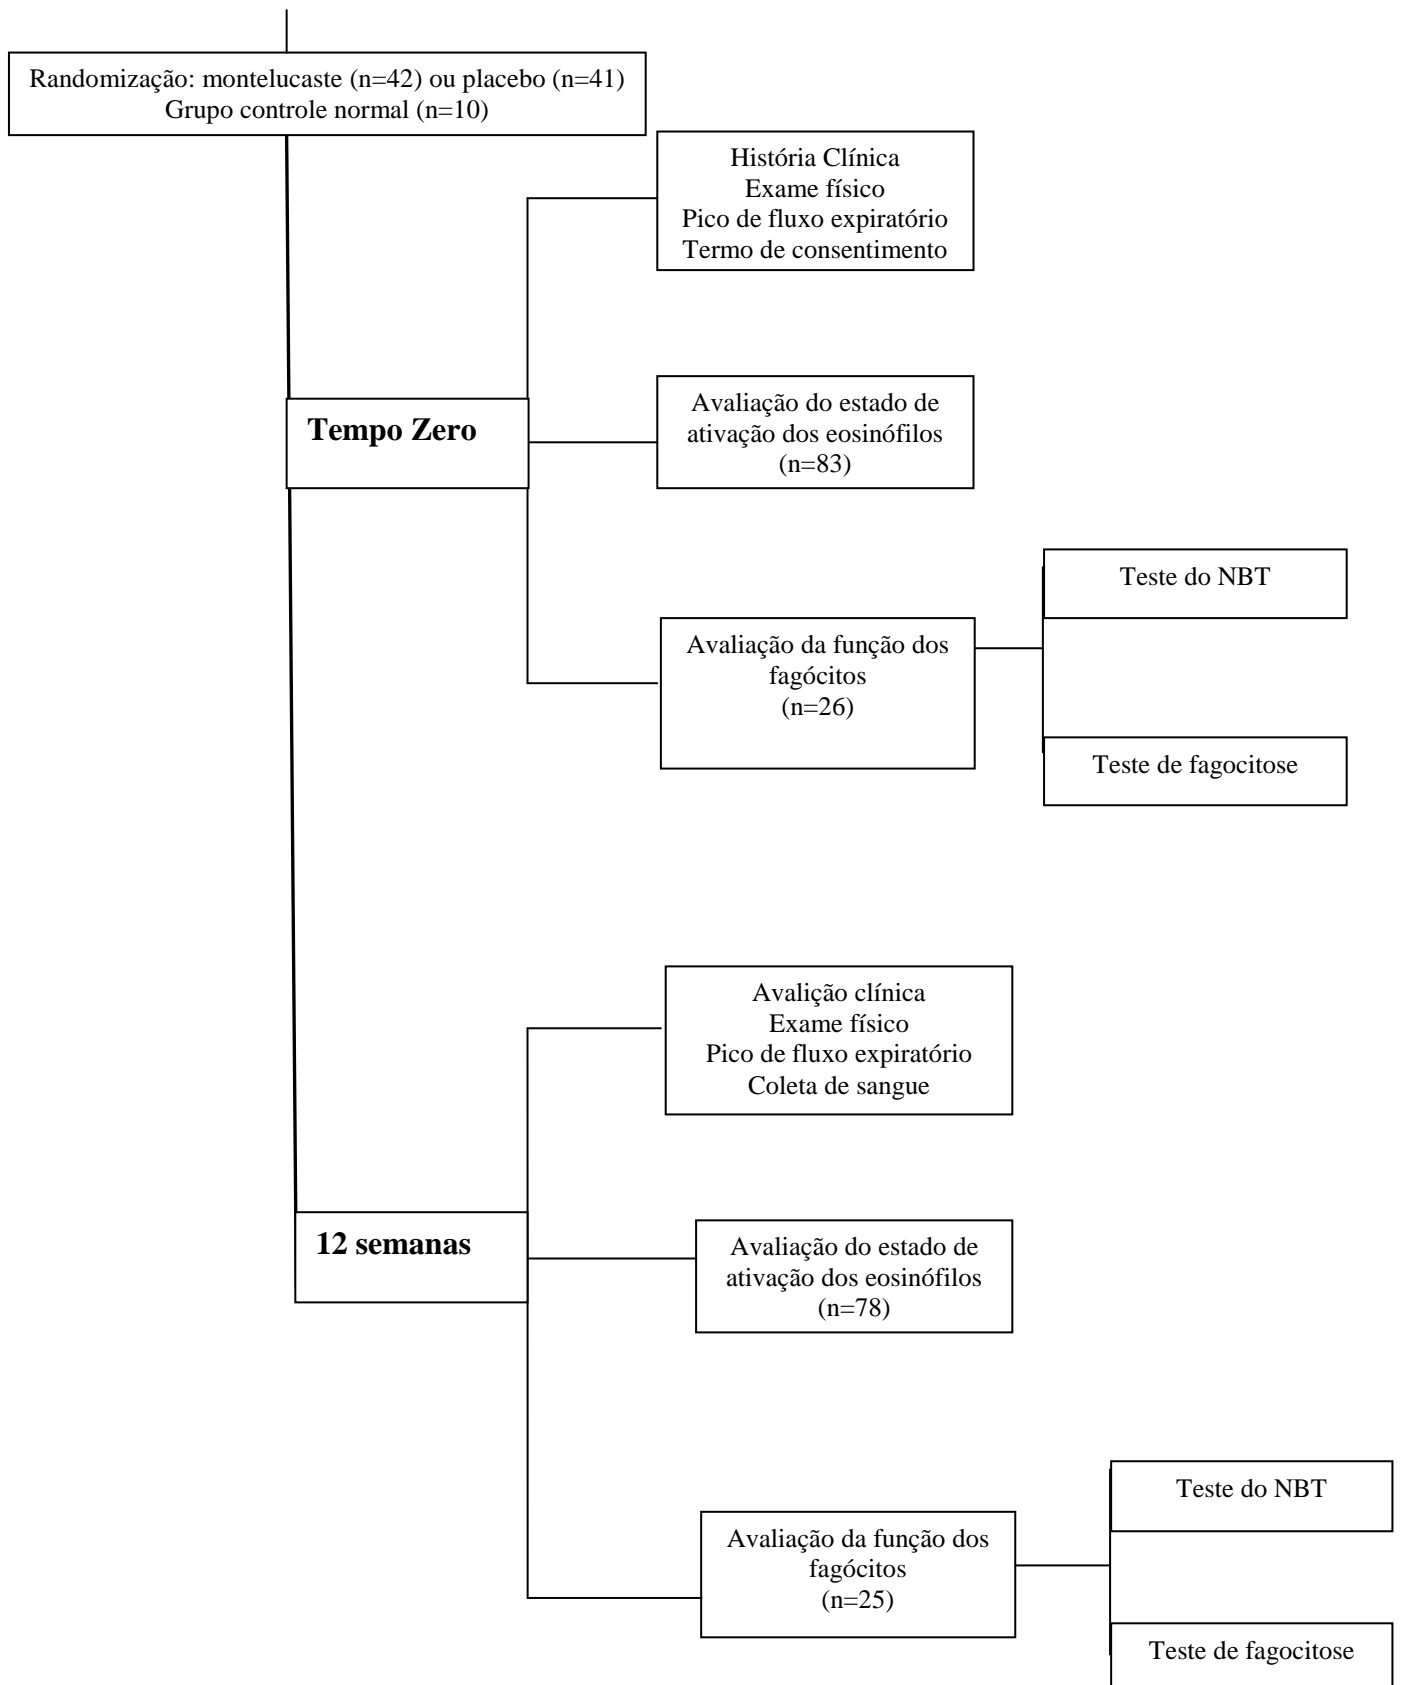 Randomização: montelucaste (n=42) ou placebo (n=41)
Grupo controle normal (n=10)
História Clínica
Exame físico
Pico de fluxo expiratório
Termo de consentimento
Tempo Zero
Avaliação do estado de
ativação dos eosinófilos
(n=83)
Avaliação da função dos
fagócitos
(n=26)
Teste do NBT
Teste de fagocitose
Avalição clínica
Exame físico
Pico de fluxo expiratório
Coleta de sangue
12 semanas
Avaliação do estado de
ativação dos eosinófilos
(n=78)
Avaliação da função dos
fagócitos
(n=25)
Teste do NBT
Teste de fagocitose